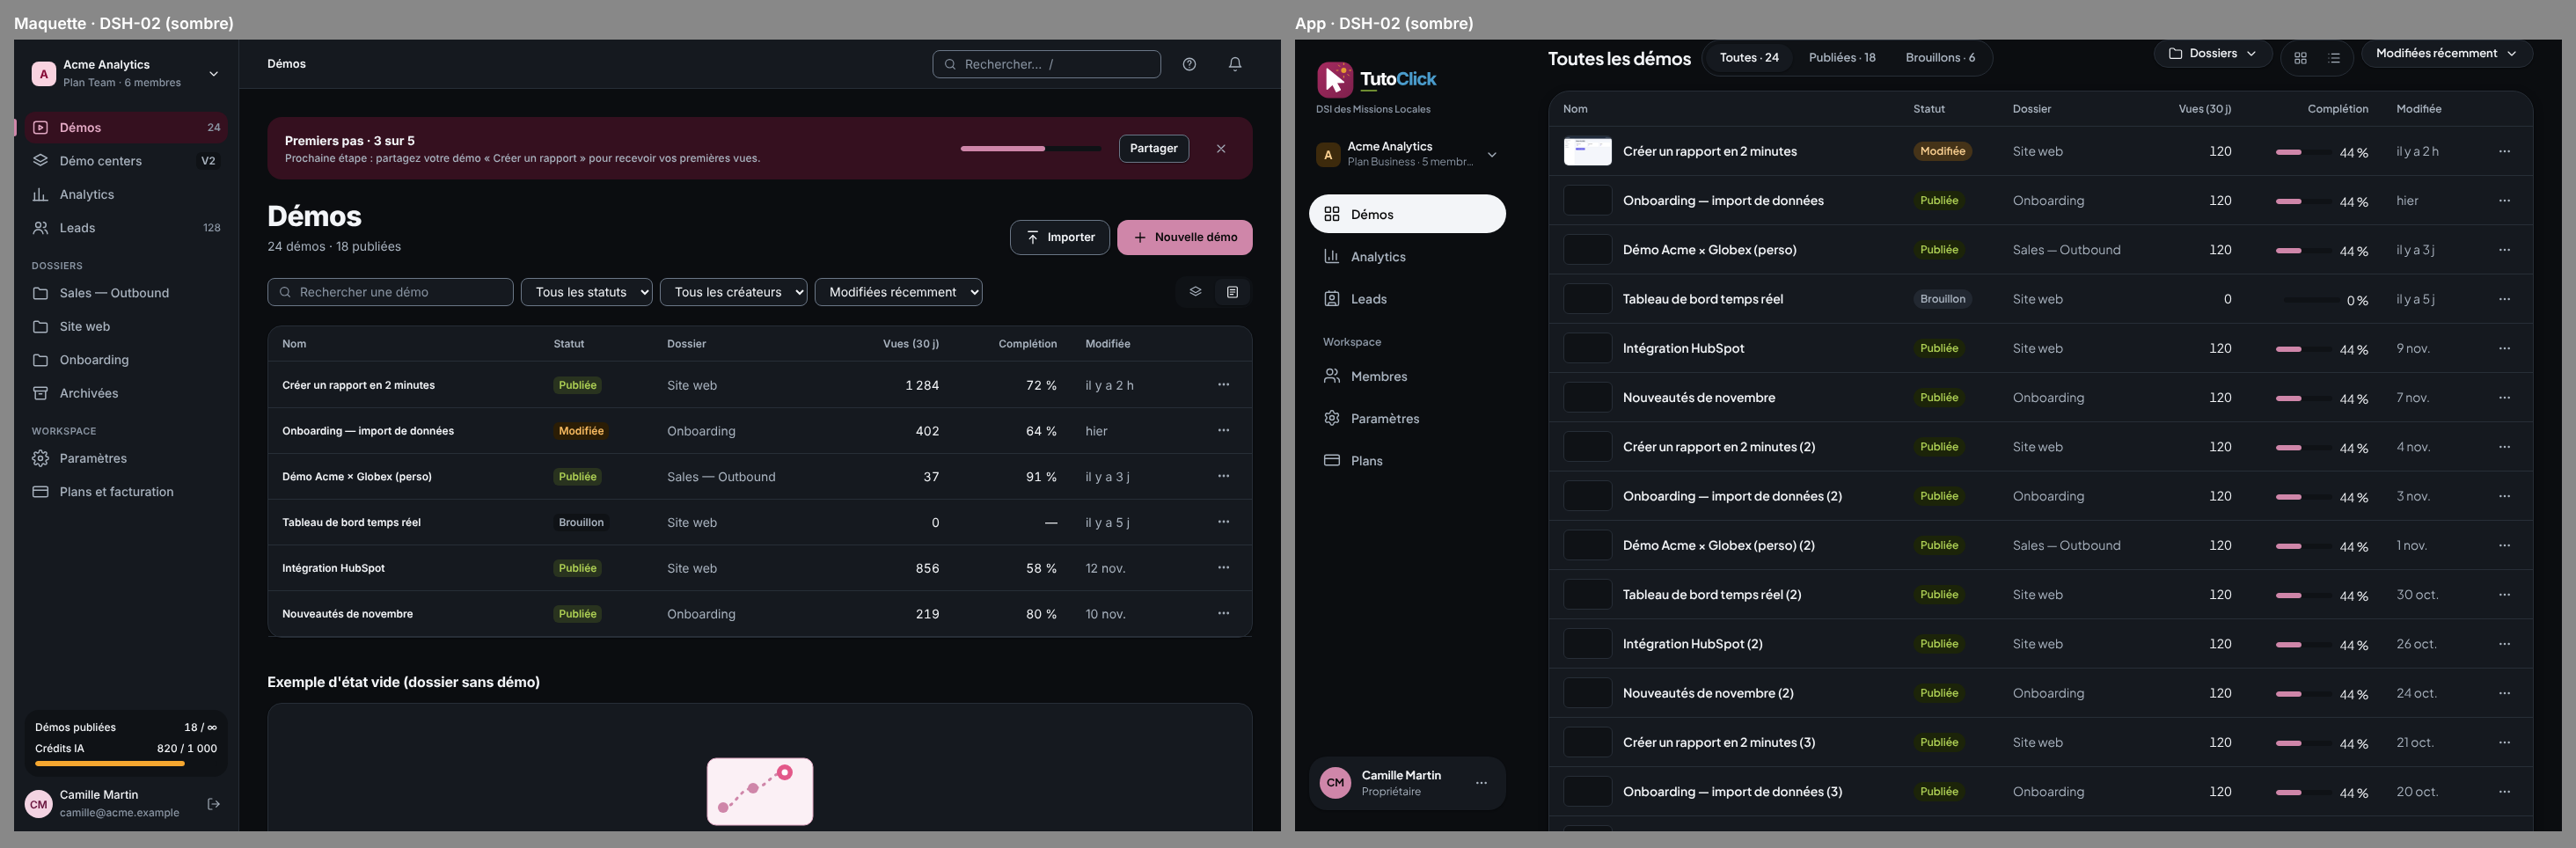 Maquette · DSH-02 (sombre)
A
Acme Analytics
Plan Team · 6 membres
Démos 24
Démo centers V2
Analytics
Leads 128
DOSSIERS
Sales — Outbound
Site web
Onboarding
Archivées
WORKSPACE
Paramètres
Plans et facturation
Démos publiées 18 / ∞
Crédits IA 820 / 1 000
CM
Camille Martin
camille@acme.example
Démos
Rechercher... /
Premiers pas · 3 sur 5
Prochaine étape : partagez votre démo « Créer un rapport » pour recevoir vos premières vues.
Partager
Démos
24 démos · 18 publiées
Importer
Nouvelle démo
Rechercher une démo
Tous les statuts
Tous les créateurs
Modifiées récemment
Nom Statut Dossier Vues (30 j) Complétion Modifiée
Créer un rapport en 2 minutes Publiée Site web 1 284 72 % il y a 2 h
Onboarding — import de données Modifiée Onboarding 402 64 % hier
Démo Acme × Globex (perso) Publiée Sales — Outbound 37 91 % il y a 3 j
Tableau de bord temps réel Brouillon Site web 0 — il y a 5 j
Intégration HubSpot Publiée Site web 856 58 % 12 nov.
Nouveautés de novembre Publiée Onboarding 219 80 % 10 nov.
Exemple d'état vide (dossier sans démo)
App · DSH-02 (sombre)
TutoClick
DSI des Missions Locales
A
Acme Analytics
Plan Business · 5 membr...
Démos
Analytics
Leads
Workspace
Membres
Paramètres
Plans
CM
Camille Martin
Propriétaire
Toutes les démos
Toutes · 24
Publiées · 18
Brouillons · 6
Dossiers
Modifiées récemment
Nom Statut Dossier Vues (30 j) Complétion Modifiée
Créer un rapport en 2 minutes Modifiée Site web 120 44 % il y a 2 h
Onboarding — import de données Publiée Onboarding 120 44 % hier
Démo Acme × Globex (perso) Publiée Sales — Outbound 120 44 % il y a 3 j
Tableau de bord temps réel Brouillon Site web 0 0 % il y a 5 j
Intégration HubSpot Publiée Site web 120 44 % 9 nov.
Nouveautés de novembre Publiée Onboarding 120 44 % 7 nov.
Créer un rapport en 2 minutes (2) Publiée Site web 120 44 % 4 nov.
Onboarding — import de données (2) Publiée Onboarding 120 44 % 3 nov.
Démo Acme × Globex (perso) (2) Publiée Sales — Outbound 120 44 % 1 nov.
Tableau de bord temps réel (2) Publiée Site web 120 44 % 30 oct.
Intégration HubSpot (2) Publiée Site web 120 44 % 26 oct.
Nouveautés de novembre (2) Publiée Onboarding 120 44 % 24 oct.
Créer un rapport en 2 minutes (3) Publiée Site web 120 44 % 21 oct.
Onboarding — import de données (3) Publiée Onboarding 120 44 % 20 oct.